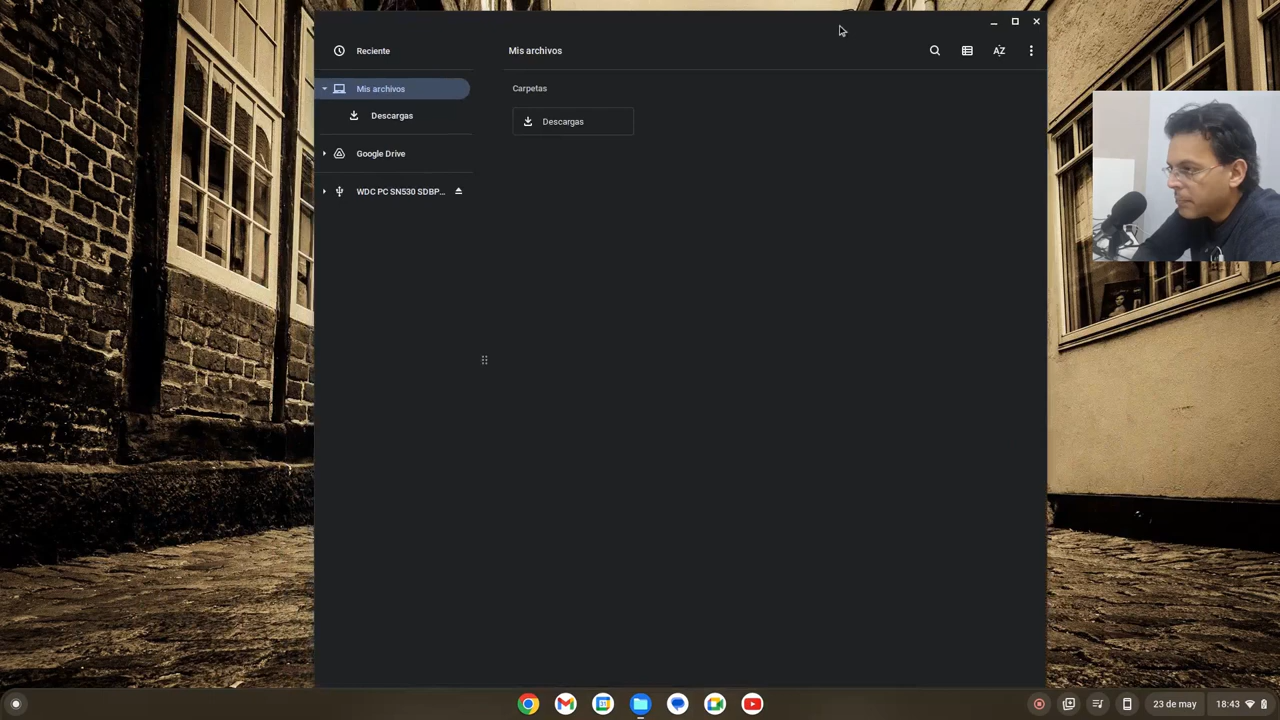 Reciente
Mis archivos
Mis archivos
Carpetas
Descargas
Descargas
Google Drive
WDC PC SN530 SDBP...
23 de may
18:43